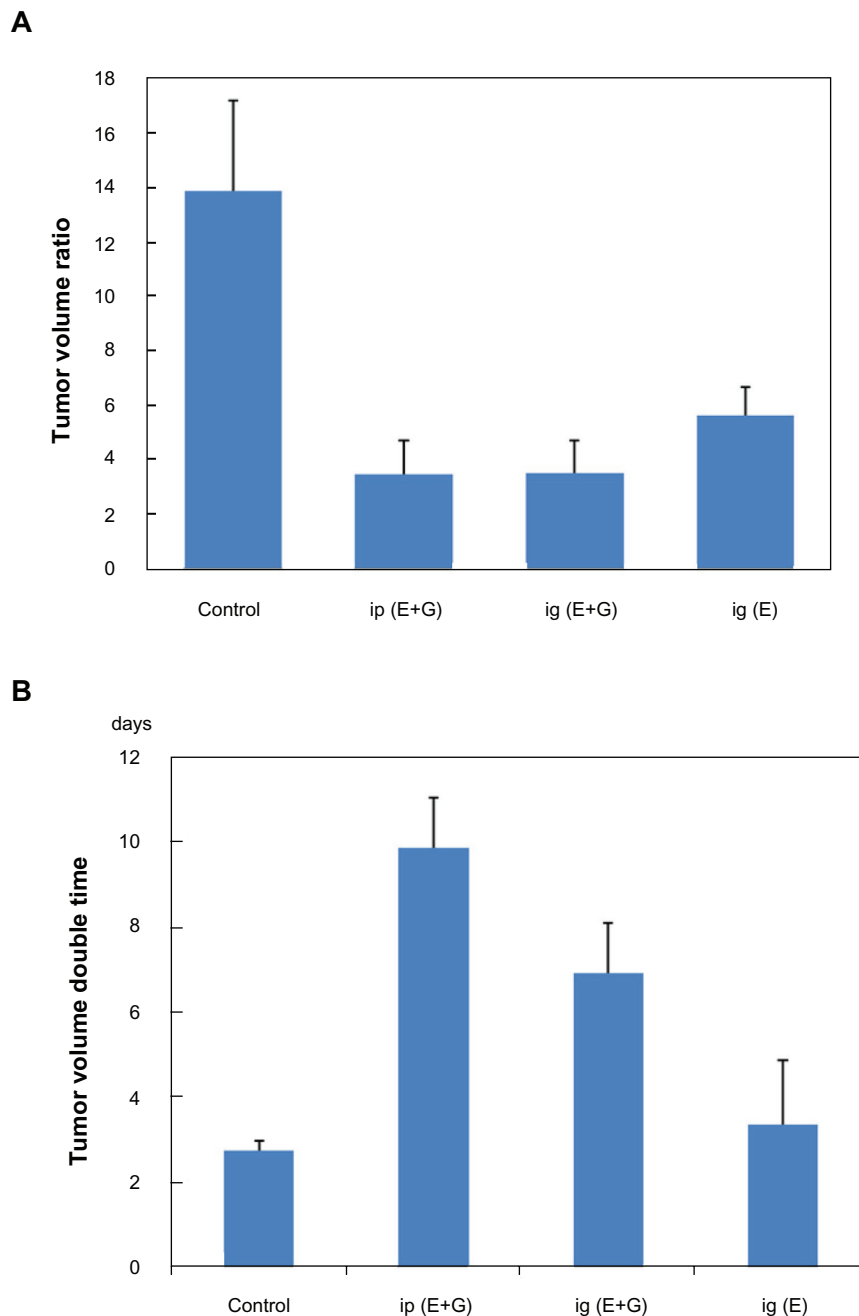 A
18
16
14
12
10
8
6
4
2
0
Tumor volume ratio
Control ip (E+G) ig (E+G) ig (E)
B
days
12
10
8
6
4
2
0
Tumor volume double time
Control ip (E+G) ig (E+G) ig (E)